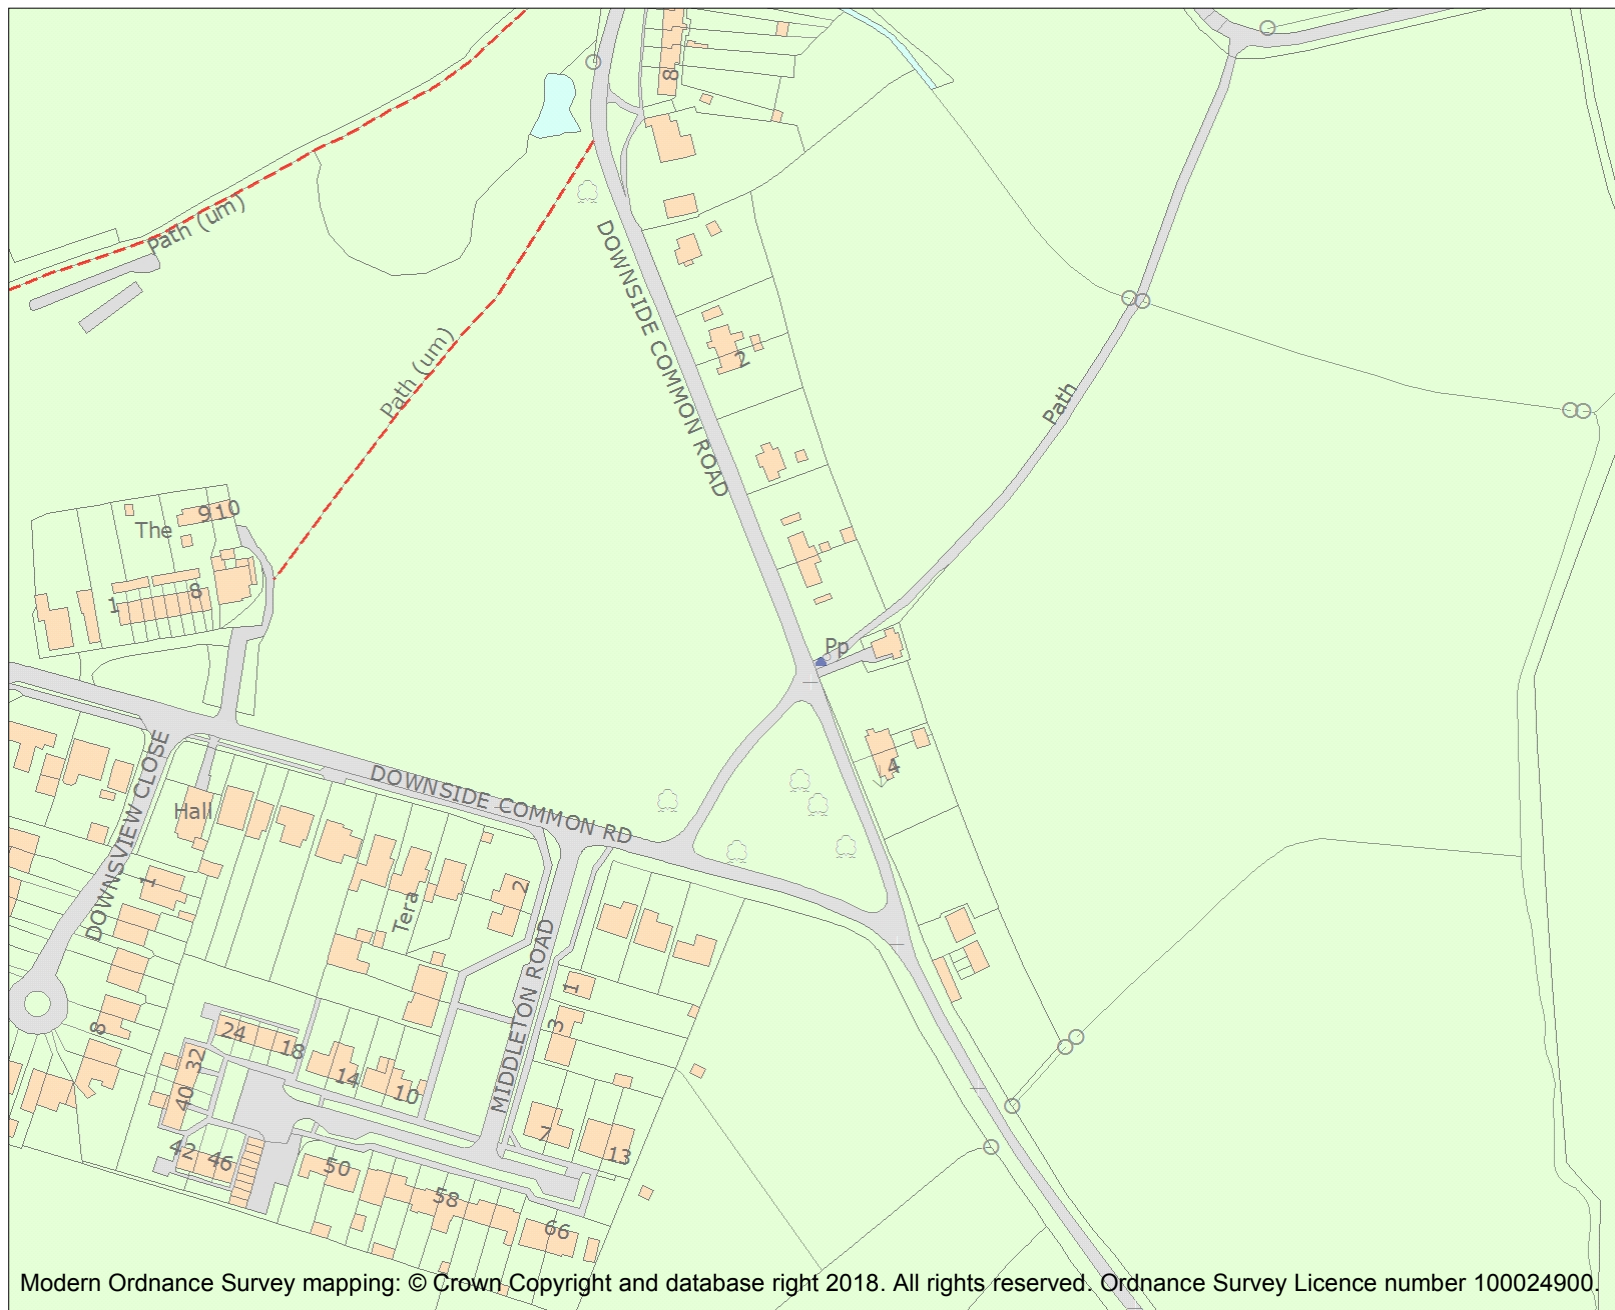 8
Path (um)
DOWNSIDE COMMON ROAD
Path (um)
2
Path
910
The
8
1
Pp
DOWNSVIEW CLOSE
4
DOWNSIDE COMMON RD
Hall
1
2
Tera
MIDDLETON ROAD
1
3
8
24
18
32
14
10
40
7
13
42
46
50
58
66
Modern Ordnance Survey mapping: © Crown Copyright and database right 2018. All rights reserved. Ordnance Survey Licence number 100024900.